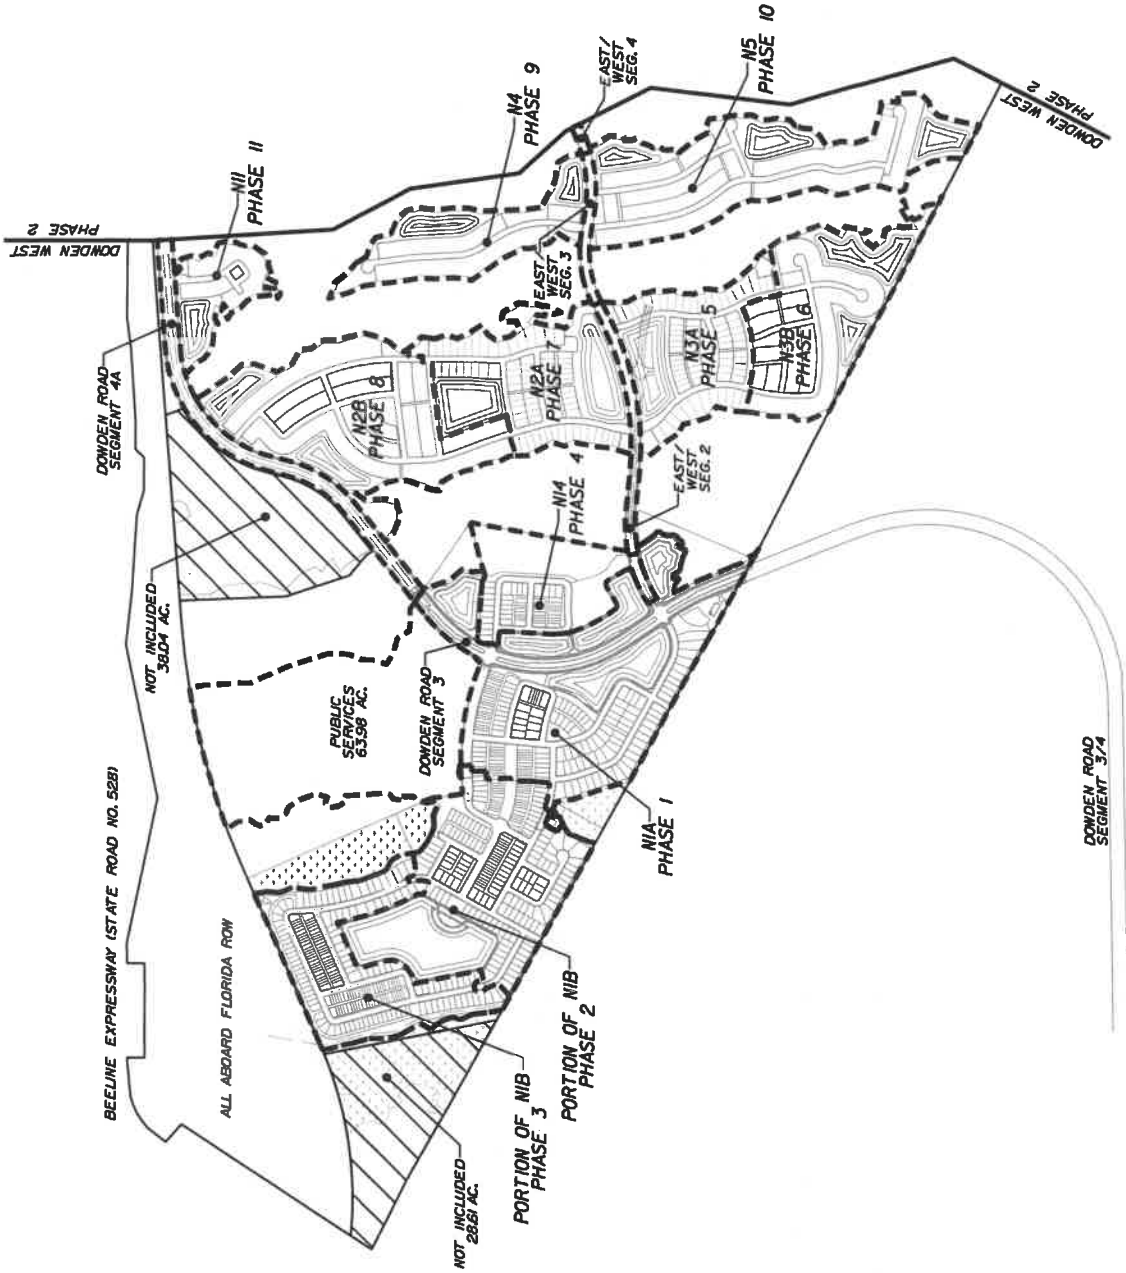 DOWDEN WEST
PHASE 2
N11
PHASE 11
N4
PHASE 9
EAST/
WEST
SEG. 4
N5
PHASE 10
DOWDEN WEST
PHASE 2
DOWDEN ROAD
SEGMENT 4A
EAST
WEST
SEG. 3
N2B
PHASE 8
N2A
PHASE 7
N3A
PHASE 5
N3B
PHASE 6
EAST/
WEST
SEG. 2
N14
PHASE 4
NOT INCLUDED
38.04 AC.
PUBLIC
SERVICES
63.98 AC.
DOWDEN ROAD
SEGMENT 3
N1A
PHASE 1
DOWDEN ROAD
SEGMENT 3/4
BEELINE EXPRESSWAY (STATE ROAD NO. 528)
ALL ABOARD FLORIDA ROW
PORTION OF N1B
PHASE 2
PORTION OF N1B
PHASE 3
NOT INCLUDED
28.61 AC.